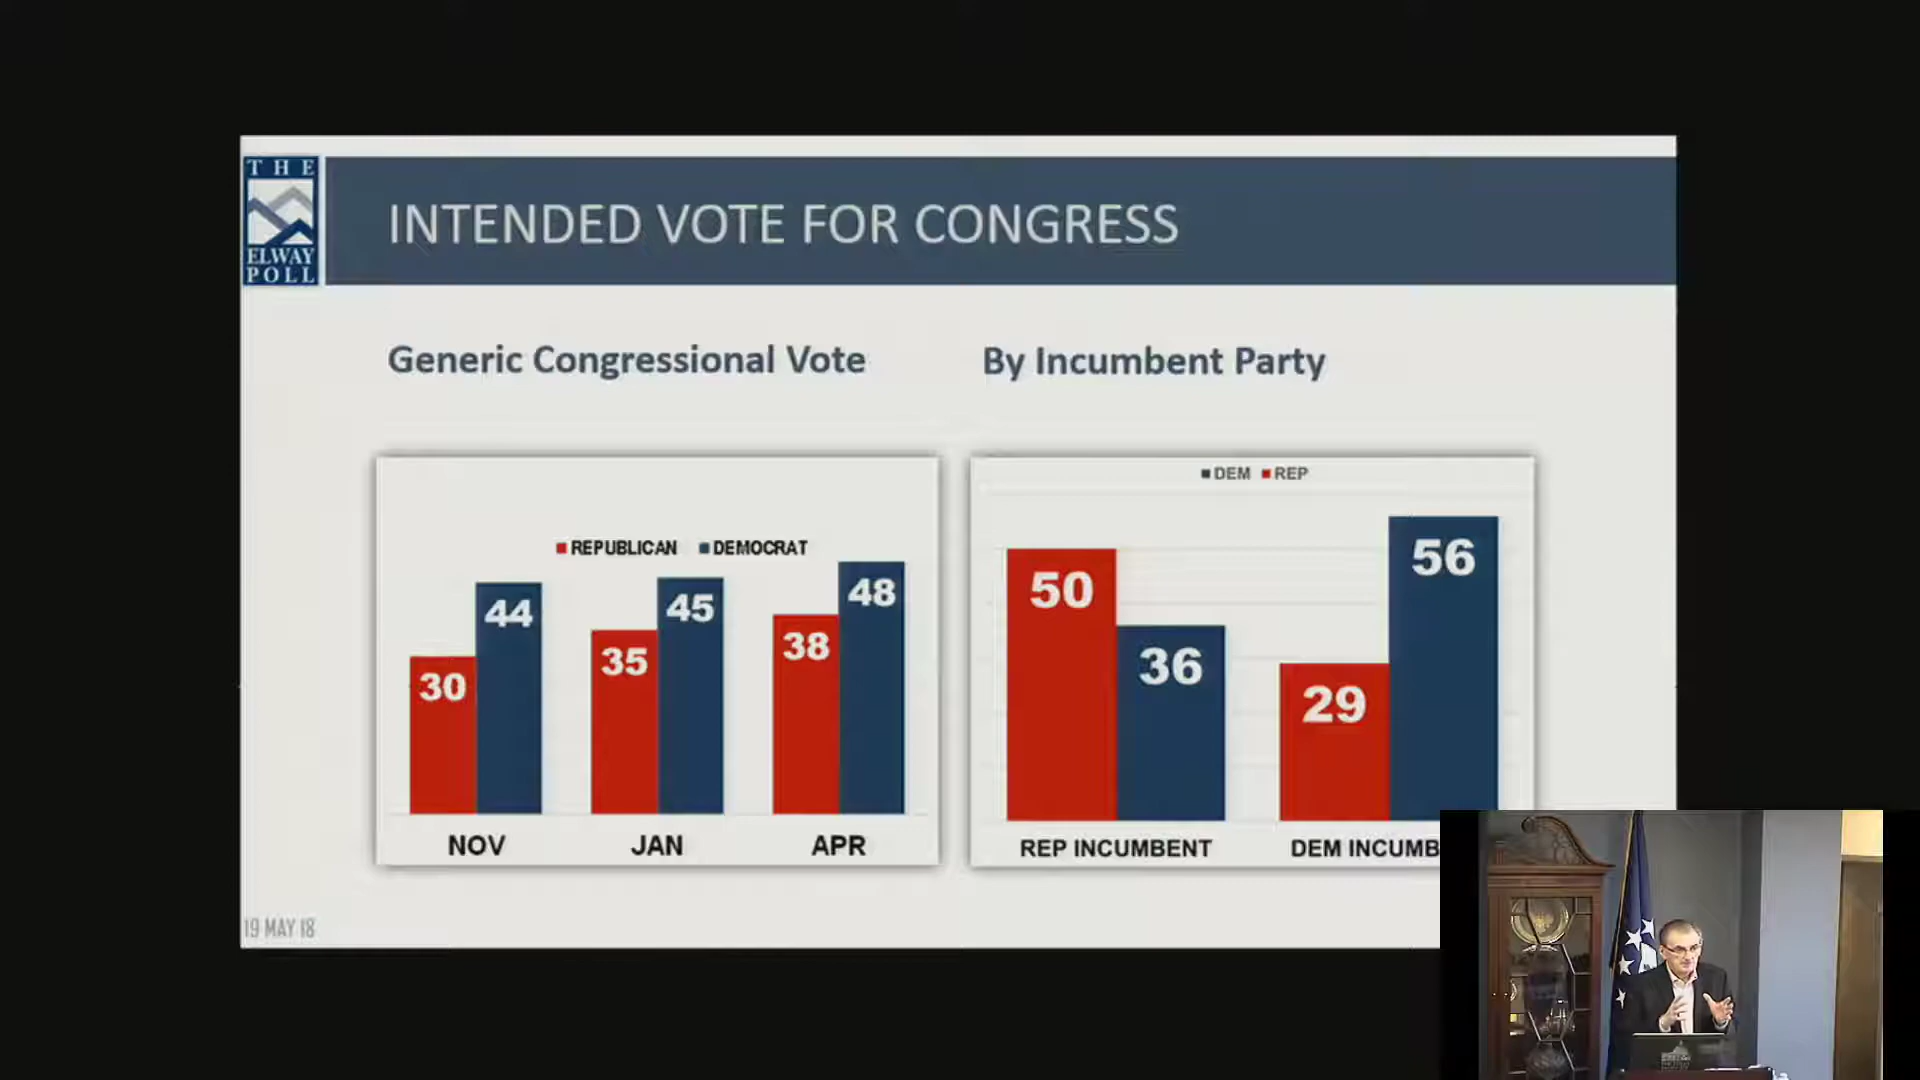 THE
ELWAY
POLL
INTENDED VOTE FOR CONGRESS
Generic Congressional Vote
REPUBLICAN DEMOCRAT
30 44 35 45 38 48
NOV JAN APR
By Incumbent Party
DEM REP
50 36 29 56
REP INCUMBENT DEM INCUMB
19 MAY 18